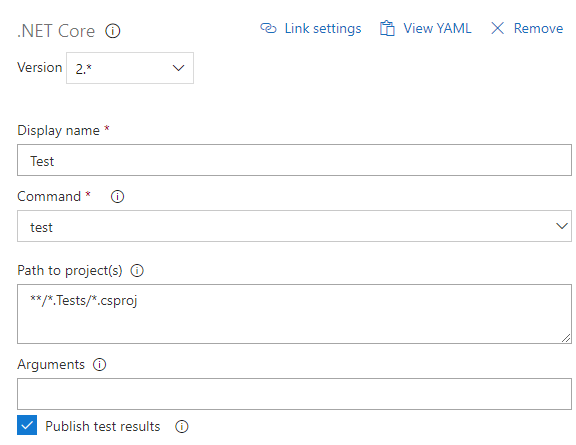 .NET Core Link settings View YAML Remove
Version 2.*
Display name *
Test
Command *
test
Path to project(s)
**/*.Tests/*.csproj
Arguments
Publish test results